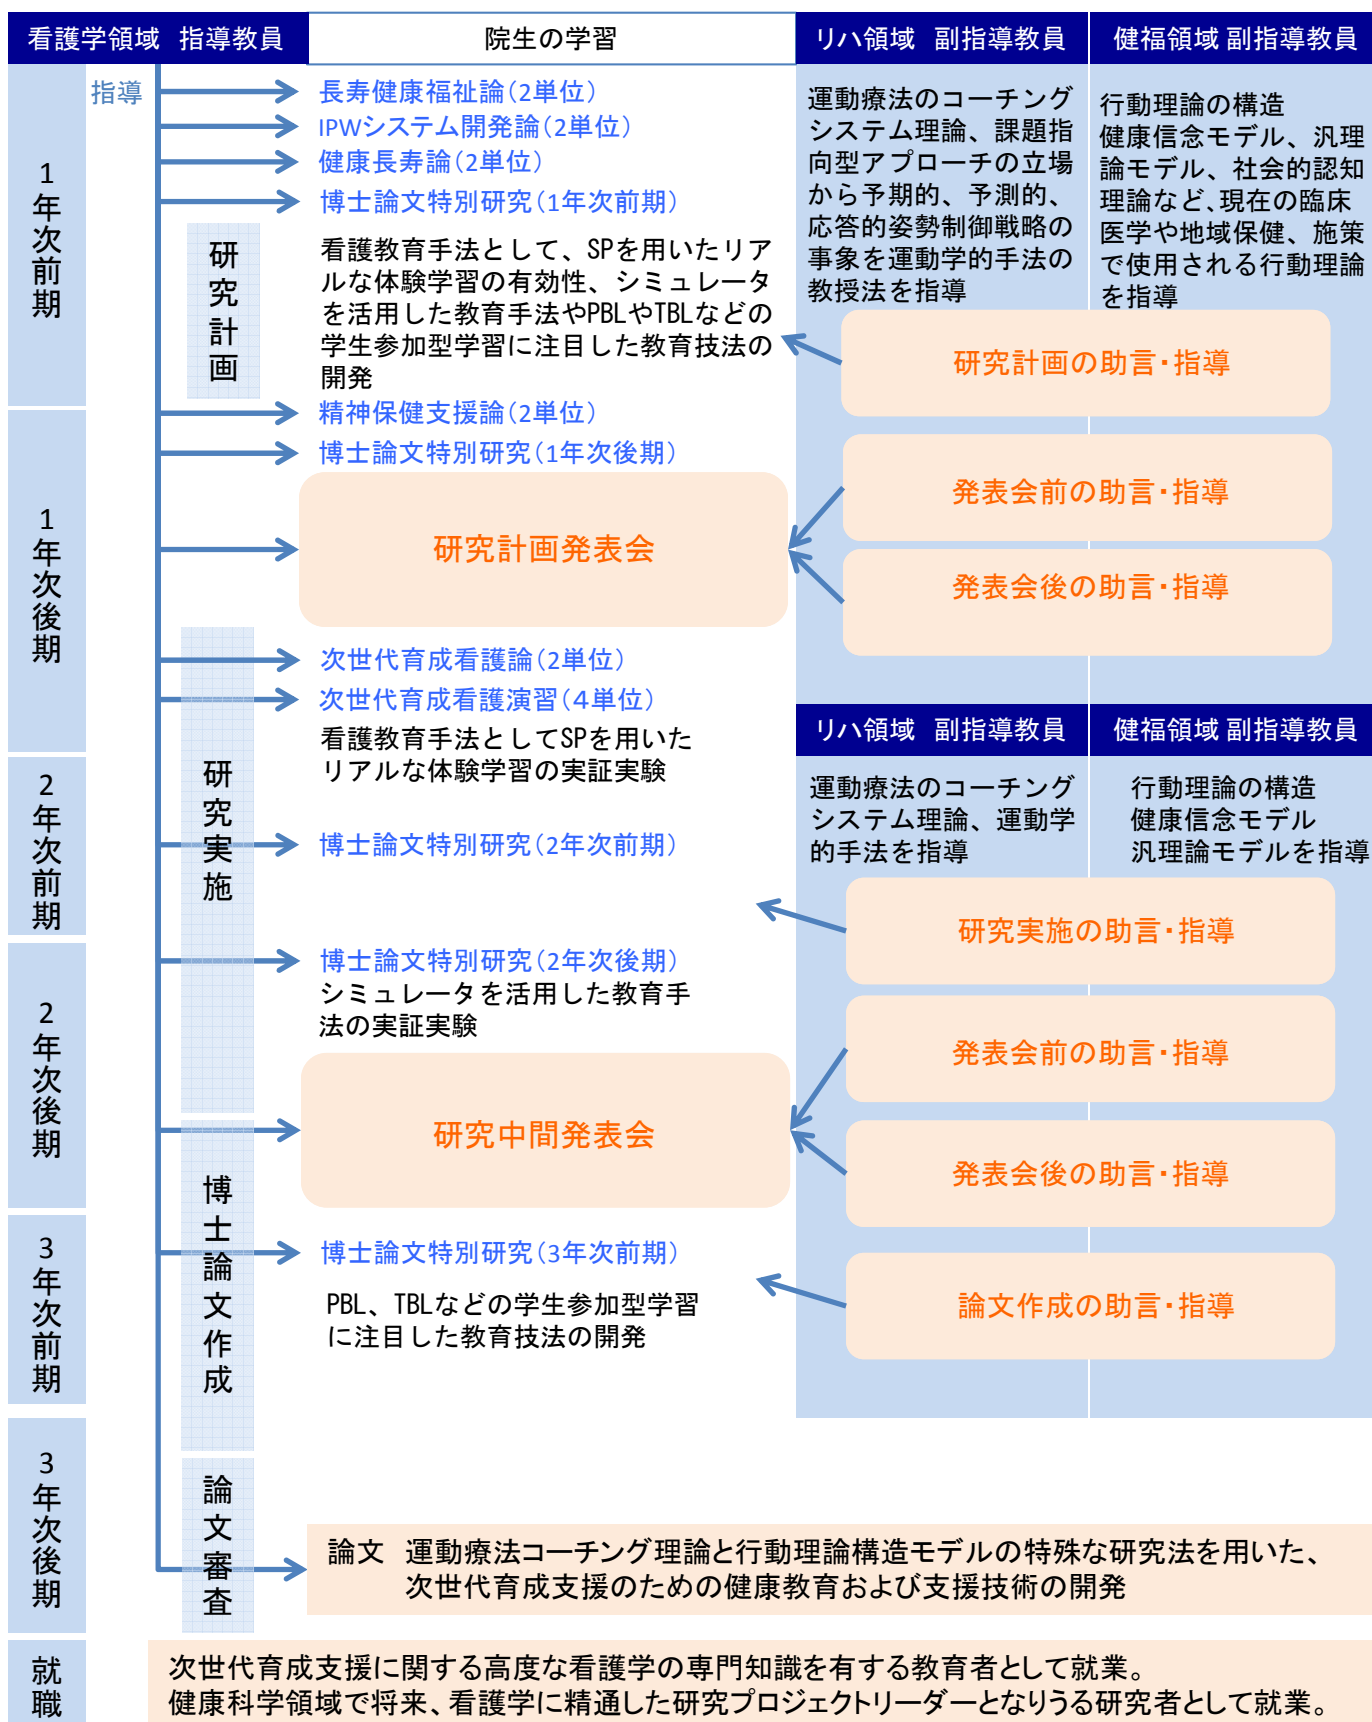 看護学領域 指導教員
院生の学習
リハ領域 副指導教員
健福領域 副指導教員
1年次前期
指導
長寿健康福祉論(2単位)
IPWシステム開発論(2単位)
健康長寿論(2単位)
博士論文特別研究(1年次前期)
研究計画
看護教育手法として、SPを用いたリア
ルな体験学習の有効性、シミュレータ
を活用した教育手法やPBLやTBLなどの
学生参加型学習に注目した教育技法の
開発
運動療法のコーチング
システム理論、課題指
向型アプローチの立場
から予期的、予測的、
応答的姿勢制御戦略の
事象を運動学的手法の
教授法を指導
行動理論の構造
健康信念モデル、汎理
論モデル、社会的認知
理論など、現在の臨床
医学や地域保健、施策
で使用される行動理論
を指導
研究計画の助言・指導
1年次後期
精神保健支援論(2単位)
博士論文特別研究(1年次後期)
研究計画発表会
発表会前の助言・指導
発表会後の助言・指導
研究実施
次世代育成看護論(2単位)
次世代育成看護演習(4単位)
看護教育手法としてSPを用いた
リアルな体験学習の実証実験
リハ領域 副指導教員
健福領域 副指導教員
2年次前期
博士論文特別研究(2年次前期)
運動療法のコーチング
システム理論、運動学
的手法を指導
行動理論の構造
健康信念モデル
汎理論モデルを指導
研究実施の助言・指導
2年次後期
博士論文特別研究(2年次後期)
シミュレータを活用した教育手
法の実証実験
研究中間発表会
発表会前の助言・指導
発表会後の助言・指導
博士論文作成
3年次前期
博士論文特別研究(3年次前期)
PBL、TBLなどの学生参加型学習
に注目した教育技法の開発
論文作成の助言・指導
3年次後期
論文審査
論文 運動療法コーチング理論と行動理論構造モデルの特殊な研究法を用いた、
次世代育成支援のための健康教育および支援技術の開発
就職
次世代育成支援に関する高度な看護学の専門知識を有する教育者として就業。
健康科学領域で将来、看護学に精通した研究プロジェクトリーダーとなりうる研究者として就業。